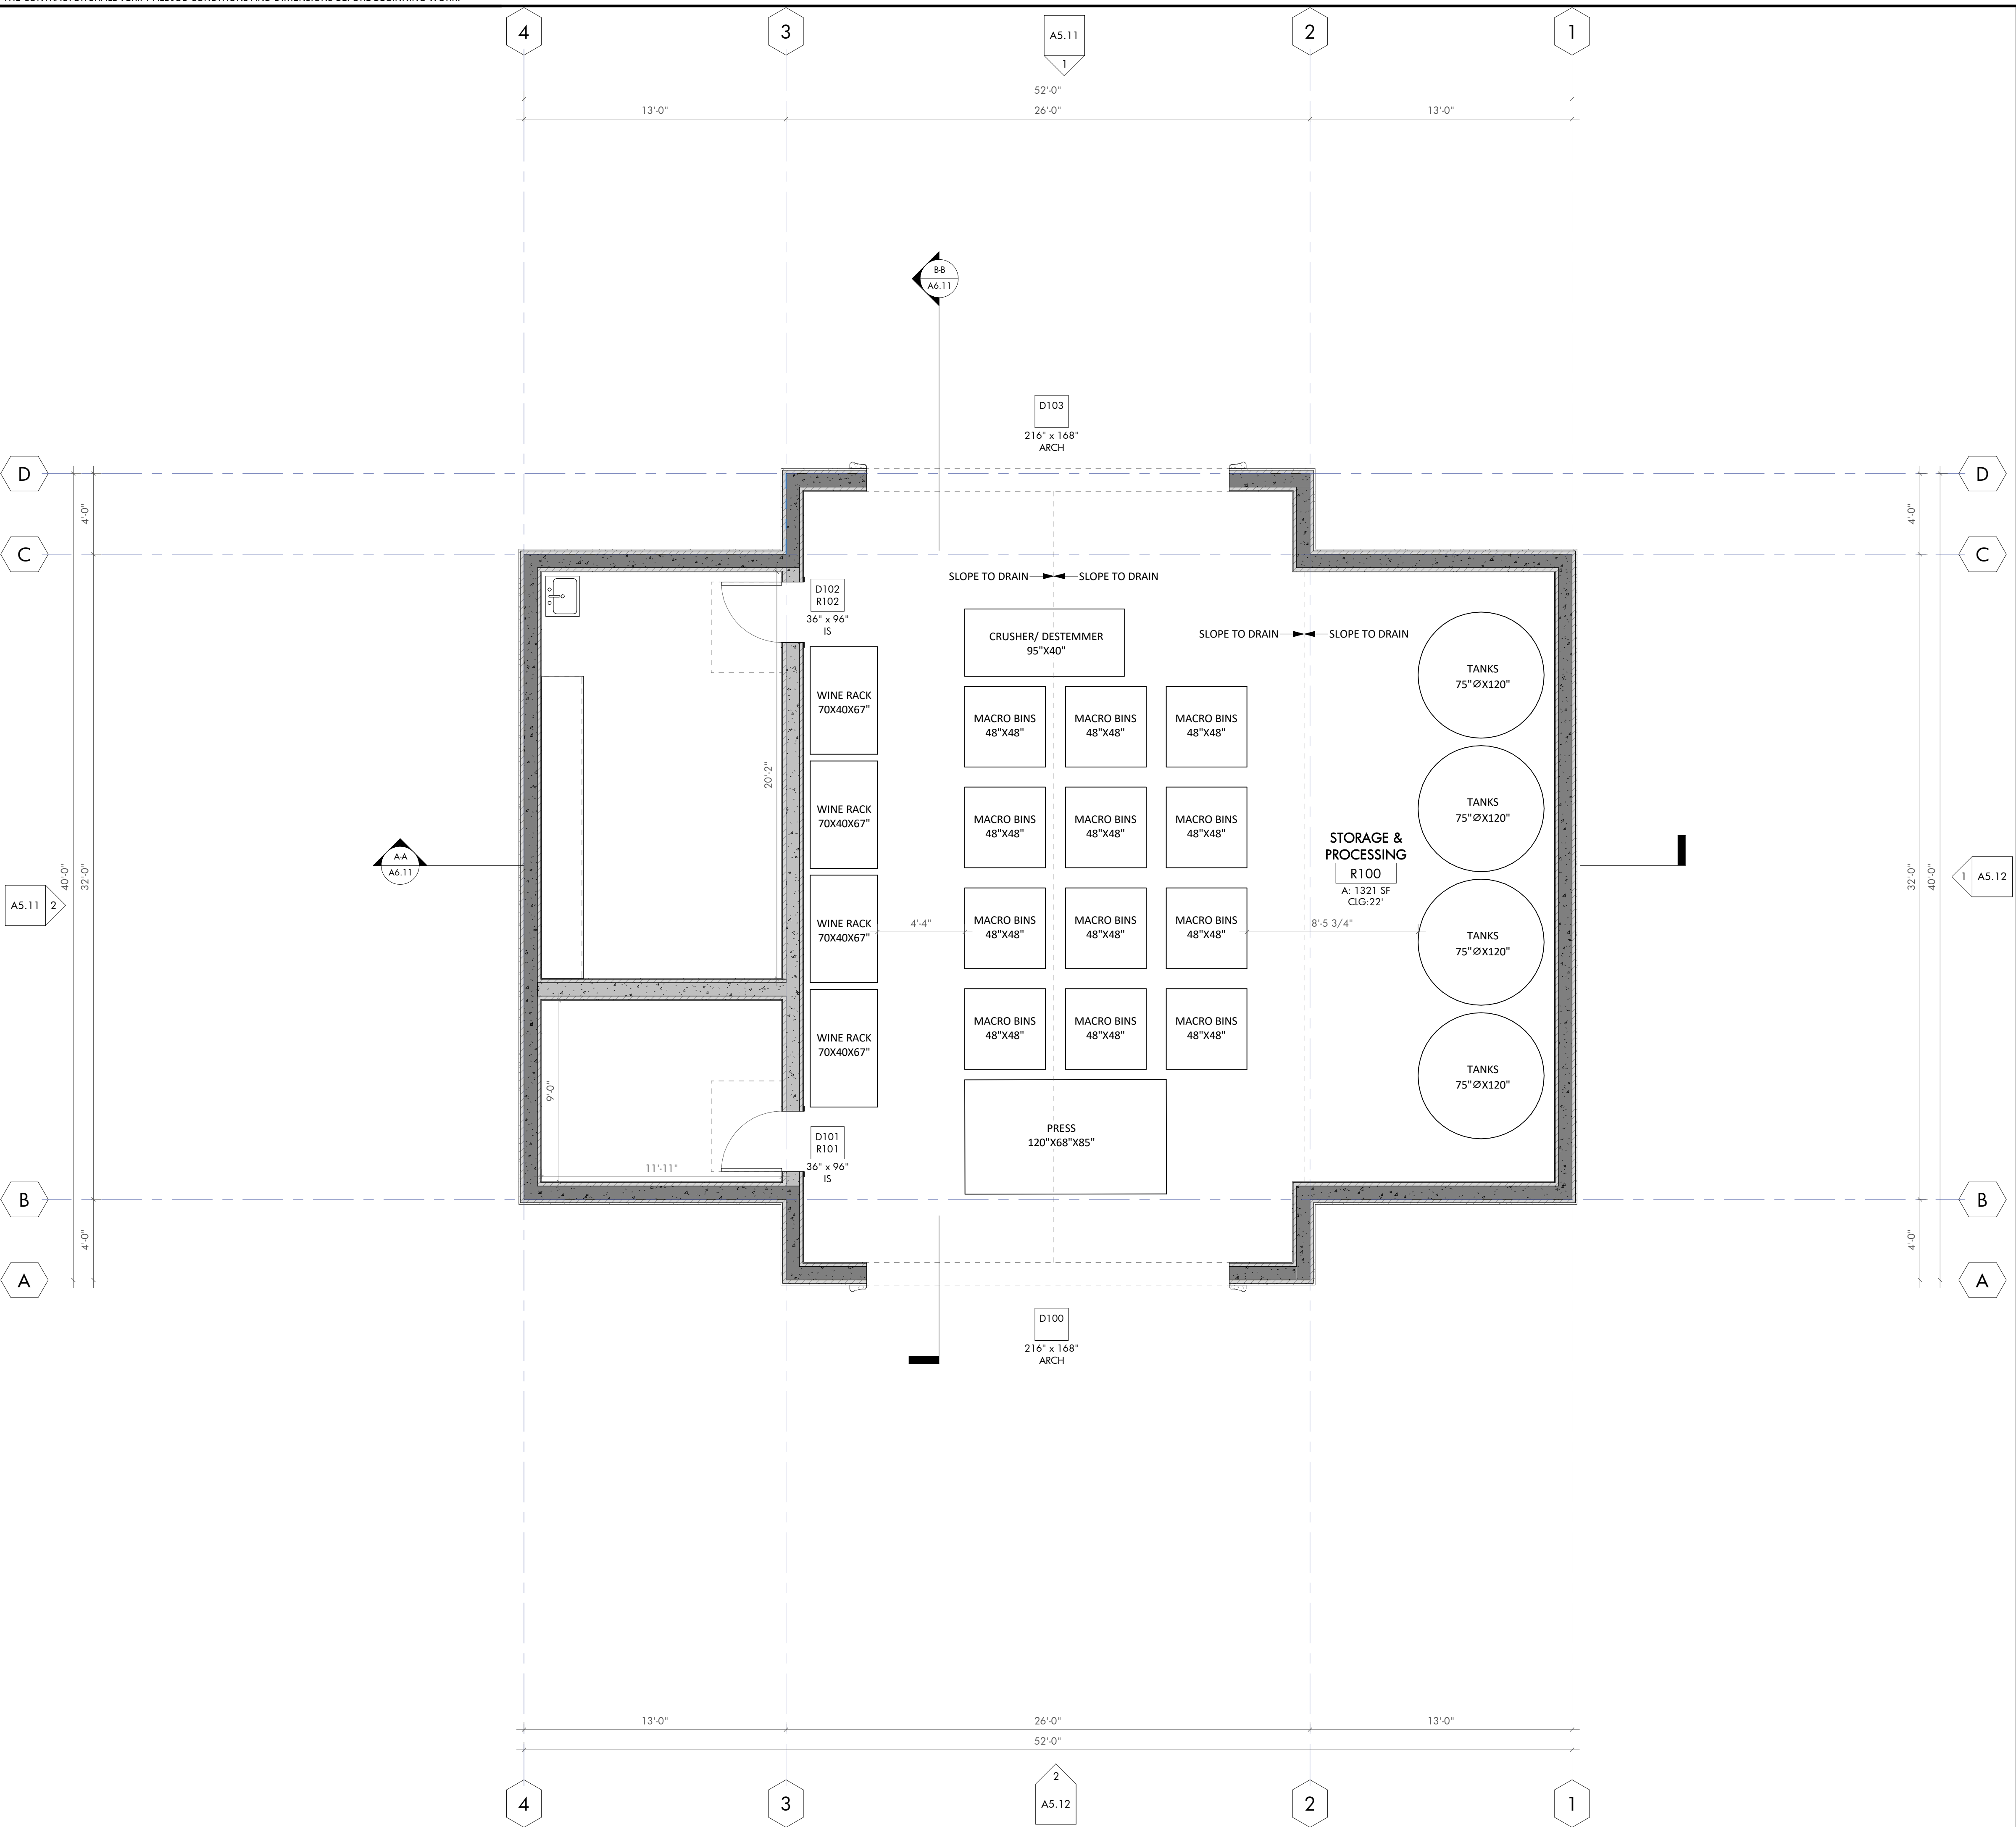 4
3
A5.11
1
2
1
52'-0"
13'-0"
26'-0"
13'-0"
B-B
A6.11
D103
216" x 168"
ARCH
D
D
4'-0"
4'-0"
C
C
SLOPE TO DRAIN
SLOPE TO DRAIN
D102
R102
36" x 96"
IS
CRUSHER/ DESTEMMER
95"X40"
SLOPE TO DRAIN
SLOPE TO DRAIN
WINE RACK
70X40X67"
MACRO BINS
48"X48"
MACRO BINS
48"X48"
MACRO BINS
48"X48"
TANKS
75"ØX120"
20'-2"
WINE RACK
70X40X67"
MACRO BINS
48"X48"
MACRO BINS
48"X48"
MACRO BINS
48"X48"
TANKS
75"ØX120"
STORAGE &
PROCESSING
R100
A: 1321 SF
CLG:22'
A-A
A6.11
40'-0"
32'-0"
32'-0"
40'-0"
A5.11
2
1
A5.12
WINE RACK
70X40X67"
4'-4"
MACRO BINS
48"X48"
MACRO BINS
48"X48"
MACRO BINS
48"X48"
8'-5 3/4"
TANKS
75"ØX120"
WINE RACK
70X40X67"
MACRO BINS
48"X48"
MACRO BINS
48"X48"
MACRO BINS
48"X48"
TANKS
75"ØX120"
9'-0"
11'-11"
D101
R101
36" x 96"
IS
PRESS
120"X68"X85"
B
B
4'-0"
4'-0"
A
A
D100
216" x 168"
ARCH
13'-0"
26'-0"
13'-0"
52'-0"
4
3
2
A5.12
2
1